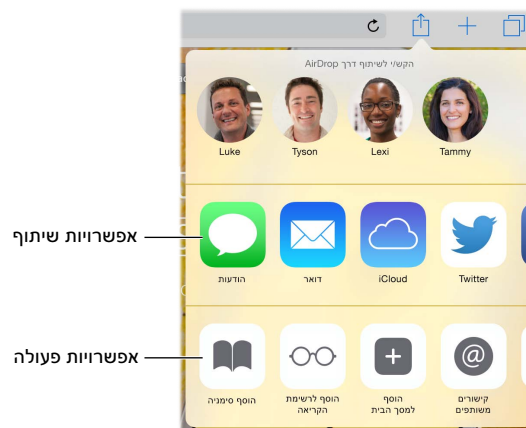 הקש/י לשיתוף דרך AirDrop
Luke
Tyson
Lexi
Tammy
אפשרויות שיתוף
הודעות
דואר
iCloud
Twitter
אפשרויות פעולה
הוסף סימניה
הוסף לרשימת
הקריאה
הוסף
למסך הבית
קישורים
משותפים
@